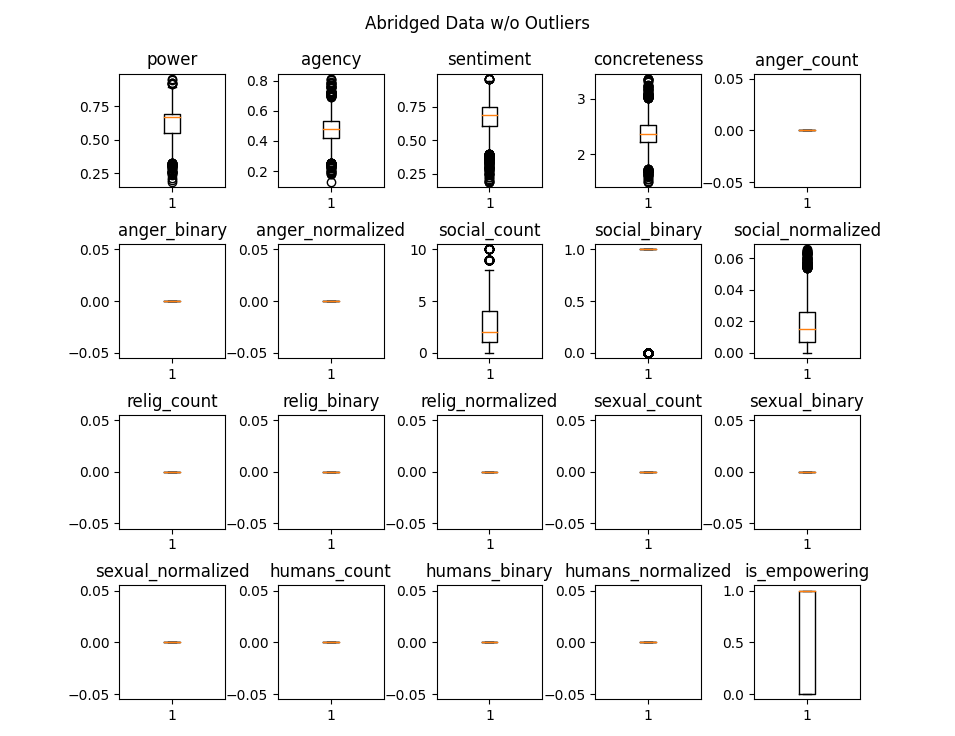 Abridged Data w/o Outliers
power agency sentiment concreteness anger_count
0.75 0.50 0.25 1
0.8 0.6 0.4 0.2 1
0.75 0.50 0.25 1
3 2 1
0.05 0.00 −0.05 1
anger_binary anger_normalized social_count social_binary social_normalized
0.05 0.00 −0.05 1
0.05 0.00 −0.05 1
10 5 0 1
1.0 0.5 0.0 1
0.06 0.04 0.02 0.00 1
relig_count relig_binary relig_normalized sexual_count sexual_binary
0.05 0.00 −0.05 1
0.05 0.00 −0.05 1
0.05 0.00 −0.05 1
0.05 0.00 −0.05 1
0.05 0.00 −0.05 1
sexual_normalized humans_count humans_binary humans_normalized is_empowering
0.05 0.00 −0.05 1
0.05 0.00 −0.05 1
0.05 0.00 −0.05 1
0.05 0.00 −0.05 1
1.0 0.5 0.0 1